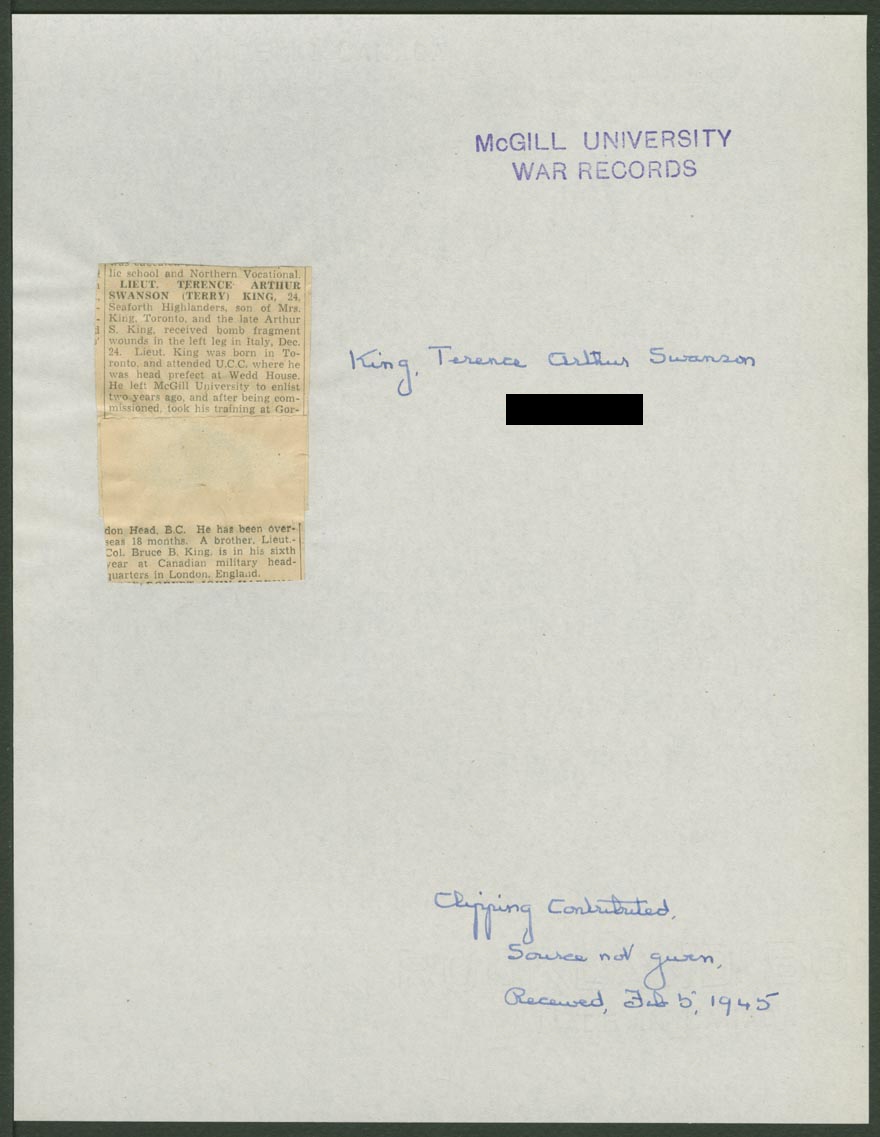 McGILL UNIVERSITY
WAR RECORDS
lic school and Northern Vocational.
LIEUT. TERENCE ARTHUR
SWANSON (TERRY) KING, 24,
Seaforth Highlanders, son of Mrs.
King, Toronto, and the late Arthur
S. King, received bomb fragment
wounds in the left leg in Italy, Dec.
24. Lieut. King was born in To-
ronto, and attended U.C.C. where he
was head prefect at Wedd House.
He left McGill University to enlist
two years ago, and after being com-
missioned, took his training at Gor-
don Head, B.C. He has been over-
seas 18 months. A brother, Lieut.-
Col. Bruce B. King, is in his sixth
year at Canadian military head-
quarters in London, England.
King, Terence Arthur Swanson
Clipping Contributed.
Source not given,
Received, Feb 5, 1945